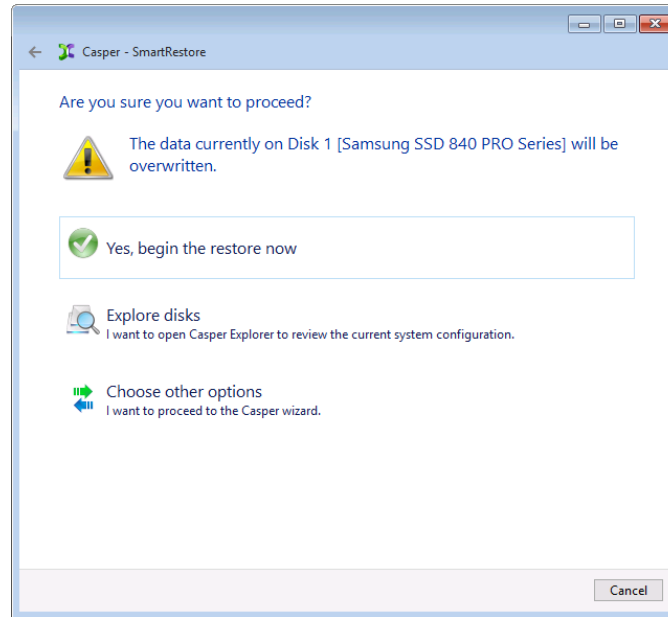 Casper - SmartRestore
Are you sure you want to proceed?
The data currently on Disk 1 [Samsung SSD 840 PRO Series] will be
overwritten.
Yes, begin the restore now
Explore disks
I want to open Casper Explorer to review the current system configuration.
Choose other options
I want to proceed to the Casper wizard.
Cancel